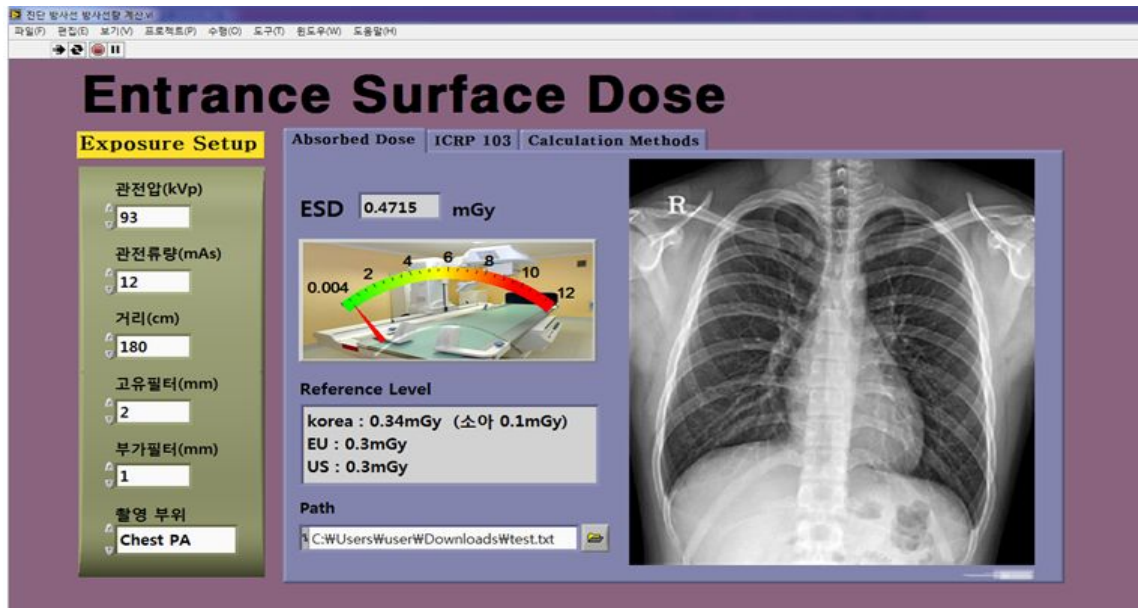 진단 방사선 방사선량 계산.vi
파일(F) 편집(E) 보기(V) 프로젝트(P) 수행(O) 도구(T) 윈도우(W) 도움말(H)
Entrance Surface Dose
Exposure Setup
관전압(kVp)
93
관전류량(mAs)
12
거리(cm)
180
고유필터(mm)
2
부가필터(mm)
1
촬영 부위
Chest PA
Absorbed Dose ICRP 103 Calculation Methods
ESD 0.4715 mGy
0.004 2 4 6 8 10 12
Reference Level
korea : 0.34mGy (소아 0.1mGy)
EU : 0.3mGy
US : 0.3mGy
Path
C:₩Users₩user₩Downloads₩test.txt
R